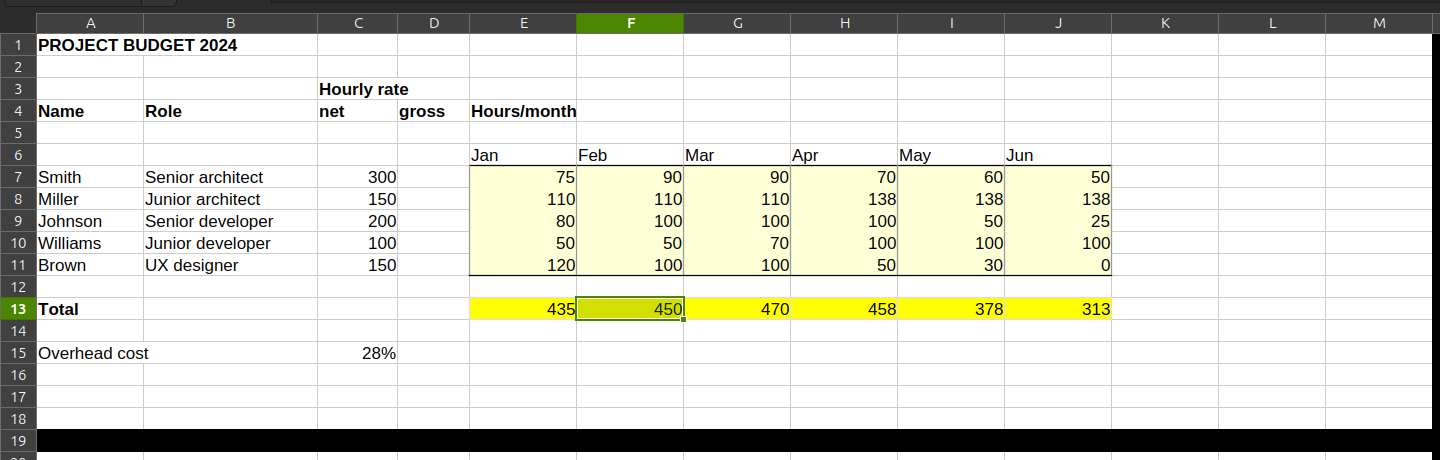 A B C D E F G H I J K L M
1 PROJECT BUDGET 2024
2
3 Hourly rate
4 Name Role net gross Hours/month
5
6 Jan Feb Mar Apr May Jun
7 Smith Senior architect 300 75 90 90 70 60 50
8 Miller Junior architect 150 110 110 110 138 138 138
9 Johnson Senior developer 200 80 100 100 100 50 25
10 Williams Junior developer 100 50 50 70 100 100 100
11 Brown UX designer 150 120 100 100 50 30 0
12
13 Total 435 450 470 458 378 313
14
15 Overhead cost 28%
16
17
18
19